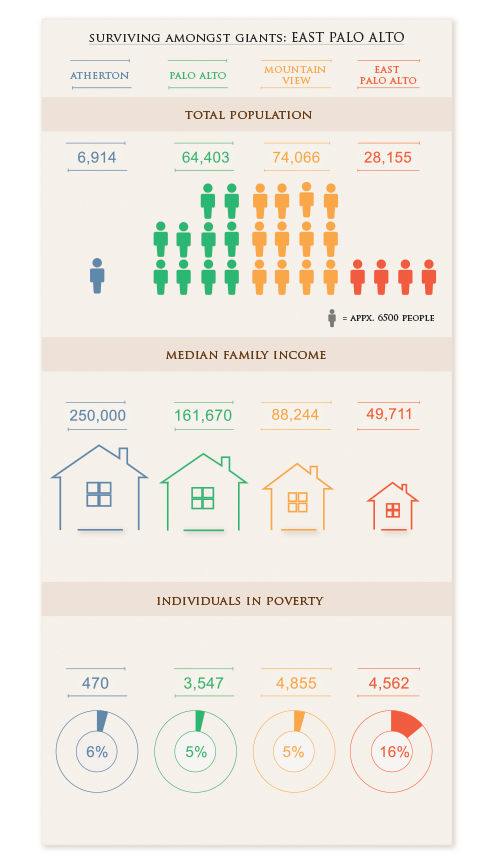 SURVIVING AMONGST GIANTS: EAST PALO ALTO
ATHERTON
PALO ALTO
MOUNTAIN
VIEW
EAST
PALO ALTO
TOTAL POPULATION
6,914
64,403
74,066
28,155
= APPX. 6500 PEOPLE
MEDIAN FAMILY INCOME
250,000
161,670
88,244
49,711
INDIVIDUALS IN POVERTY
470
3,547
4,855
4,562
6%
5%
5%
16%